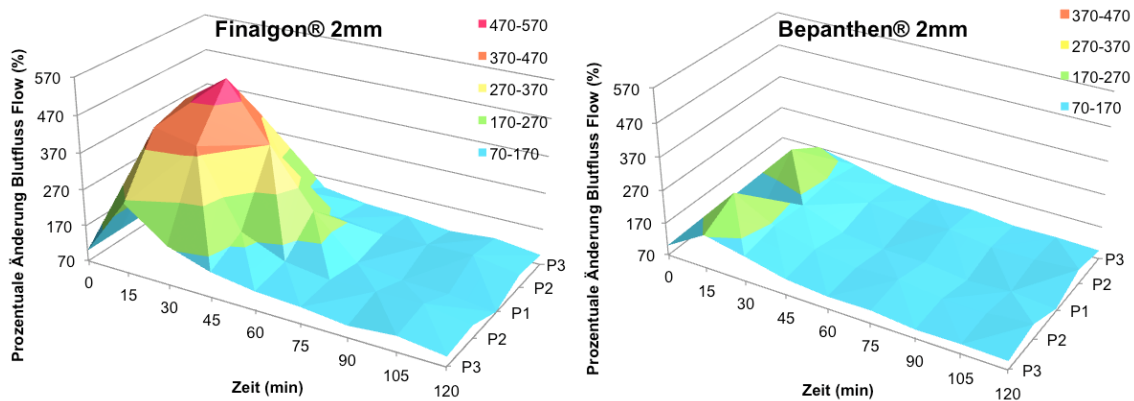 Finalgon® 2mm
470-570
370-470
270-370
170-270
70-170
Prozentuale Änderung Blutfluss Flow (%)
570
470
370
270
170
70
0
15
30
45
60
75
90
105
120
P3
P2
P1
P2
P3
Zeit (min)
Bepanthen® 2mm
370-470
270-370
170-270
70-170
Prozentuale Änderung Blutfluss Flow (%)
570
470
370
270
170
70
0
15
30
45
60
75
90
105
120
P3
P2
P1
P2
P3
Zeit (min)